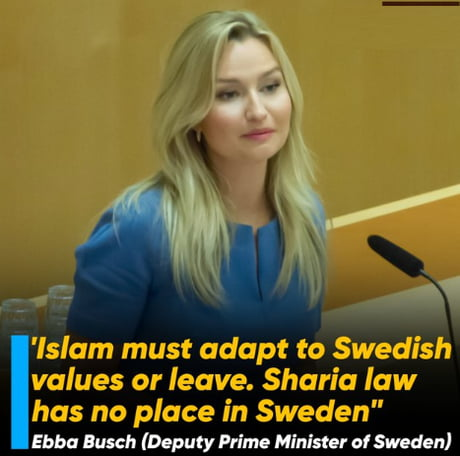 'Islam must adapt to Swedish
values or leave. Sharia law
has no place in Sweden"
Ebba Busch (Deputy Prime Minister of Sweden)